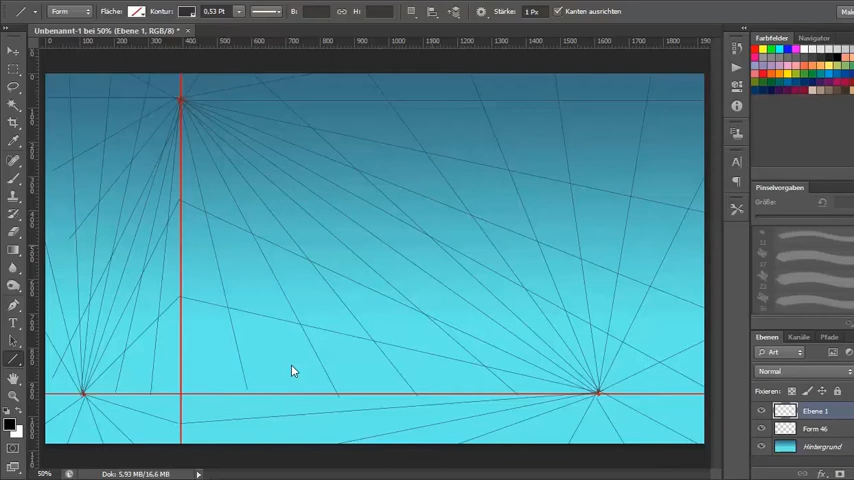 Form Fläche: Kontur: 0,53 Pt B: H: Stärke: 1 Px Kanten ausrichten
Unbenannt-1 bei 50% (Ebene 1, RGB/8) * ×
0 100 200 300 400 500 600 700 800 900 1000 1100 1200 1300 1400 1500 1600 1700 1800
Farbfelder Navigator
Pinselvorgaben
Größe:
Ebenen Kanäle Pfade
Art
Normal
Fixieren:
Ebene 1
Form 46
Hintergrund
50% Dok: 5,93 MB/16,6 MB